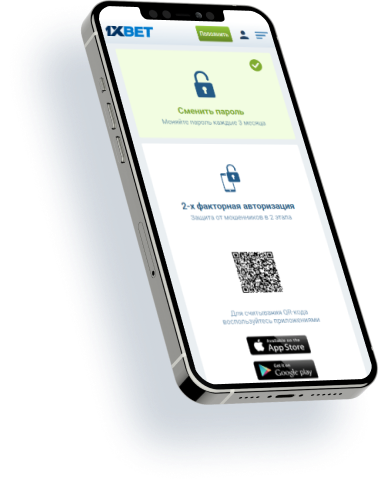 1XBET
Пополнить
Сменить пароль
Меняйте пароль каждые 3 месяца
2-х факторная авторизация
Защита от мошенников в 2 этапа
Для считывания QR кода
воспользуйтесь приложениями
Available on the
App Store
Get it on
Google play